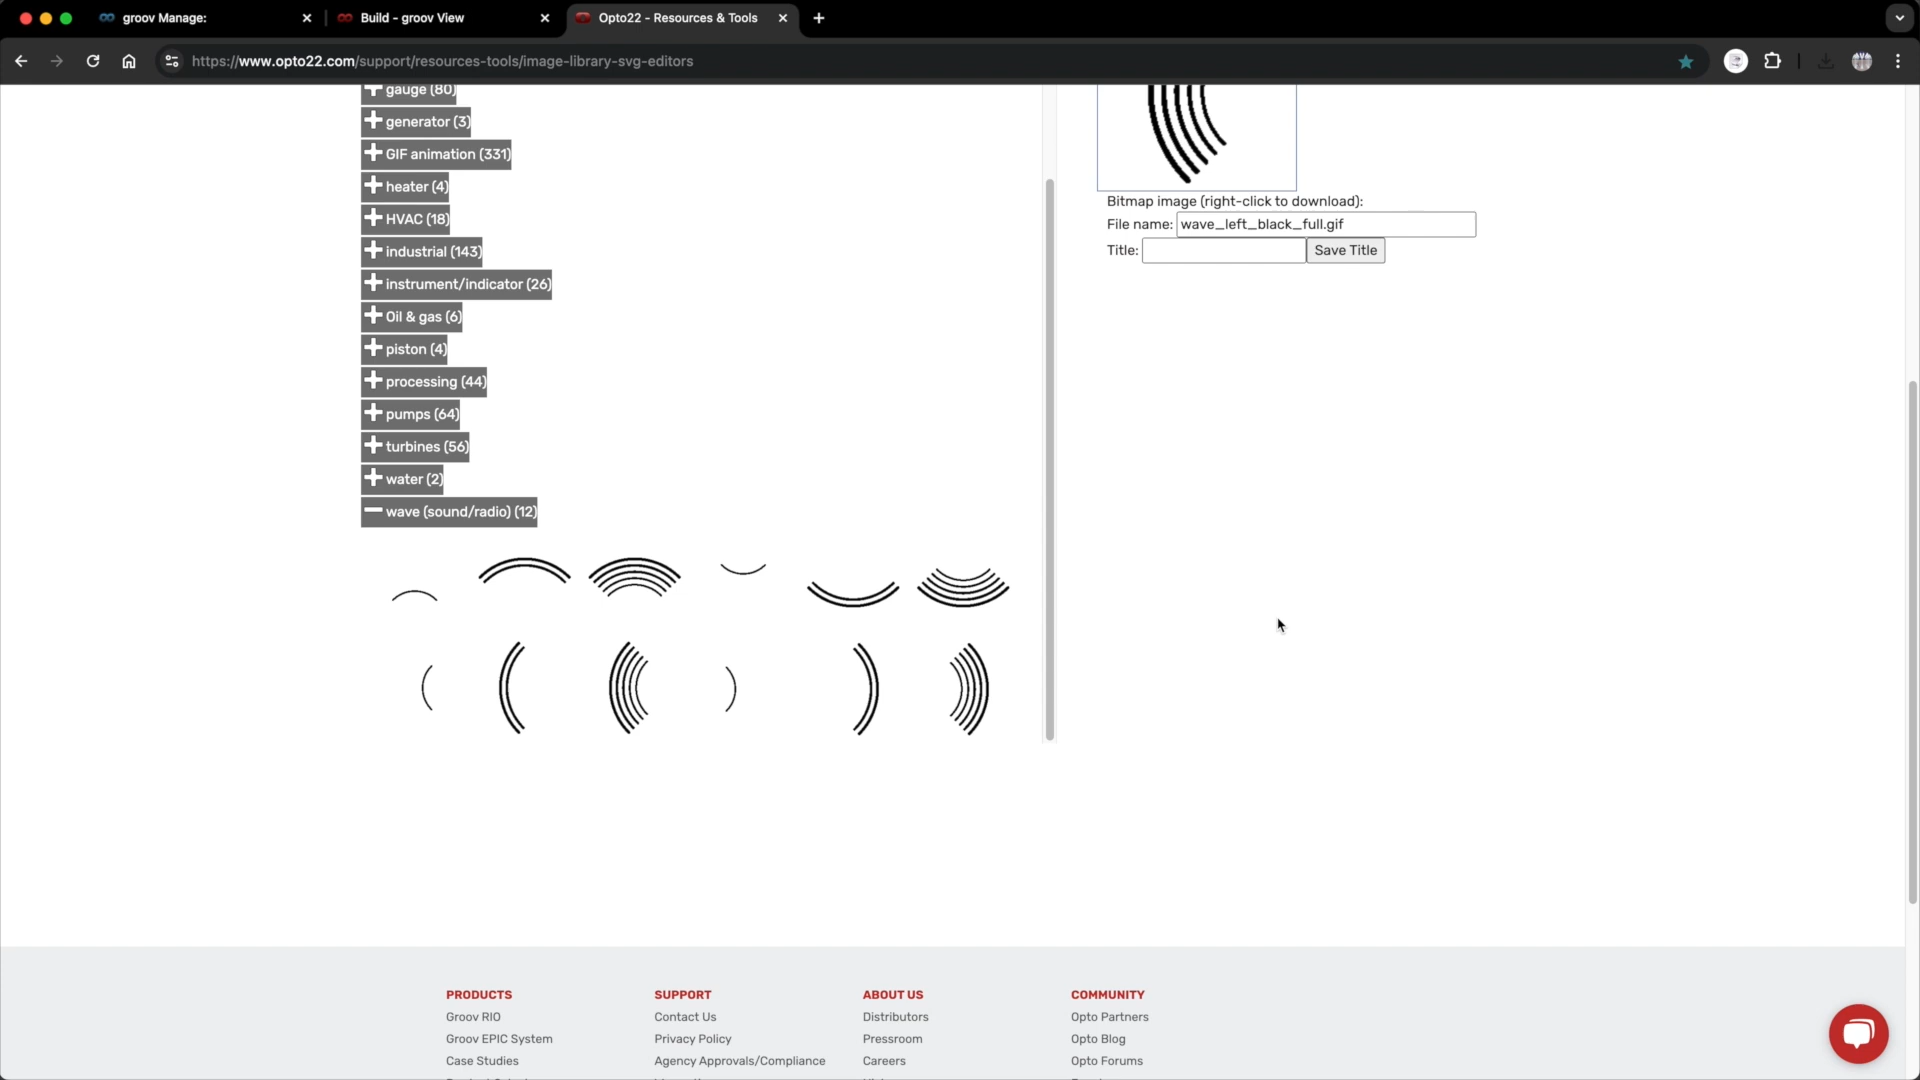 groov Manage:
Build - groov View
Opto22 - Resources & Tools
https://www.opto22.com/support/resources-tools/image-library-svg-editors
gauge (80)
generator (3)
GIF animation (331)
heater (4)
HVAC (18)
industrial (143)
instrument/indicator (26)
Oil & gas (6)
piston (4)
processing (44)
pumps (64)
turbines (56)
water (2)
wave (sound/radio) (12)
Bitmap image (right-click to download):
File name: wave_left_black_full.gif
Title: Save Title
PRODUCTS
Groov RIO
Groov EPIC System
Case Studies
SUPPORT
Contact Us
Privacy Policy
Agency Approvals/Compliance
ABOUT US
Distributors
Pressroom
Careers
COMMUNITY
Opto Partners
Opto Blog
Opto Forums